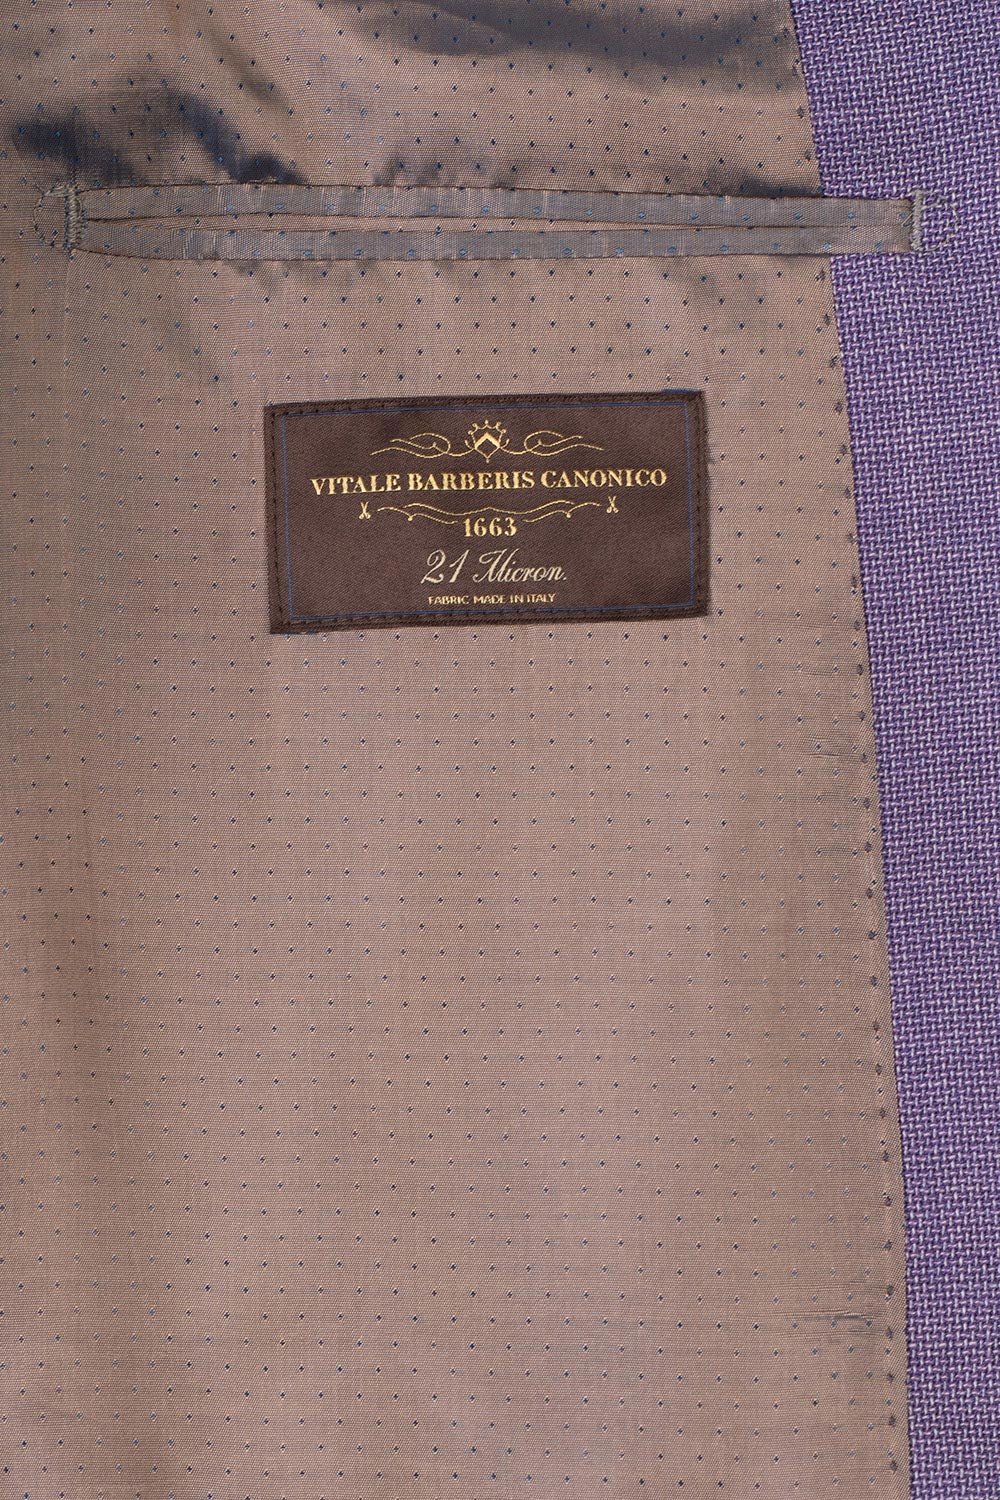 VITALE BARBERIS CANONICO
1663
21 Micron.
FABRIC MADE IN ITALY